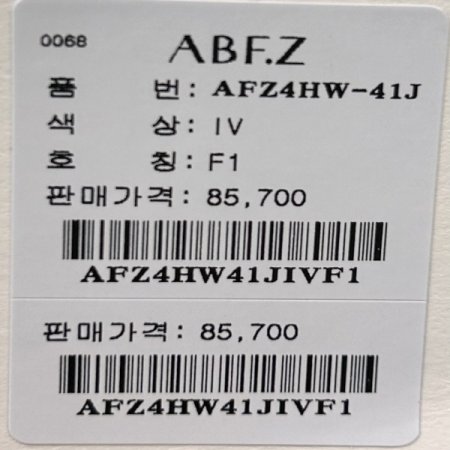 0068
ABF.Z
품 번: AFZ4HW-41J
색 상: IV
호 칭: F1
판매가격: 85,700
AFZ4HW41JIVF1
판매가격: 85,700
AFZ4HW41JIVF1